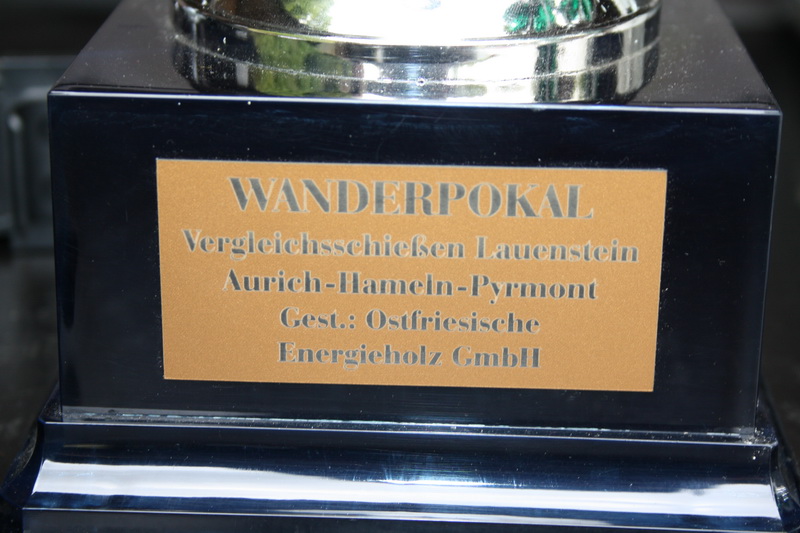 WANDERPOKAL
Vergleichsschießen Lauenstein
Aurich-Hameln-Pyrmont
Gest.: Ostfriesische
Energieholz GmbH